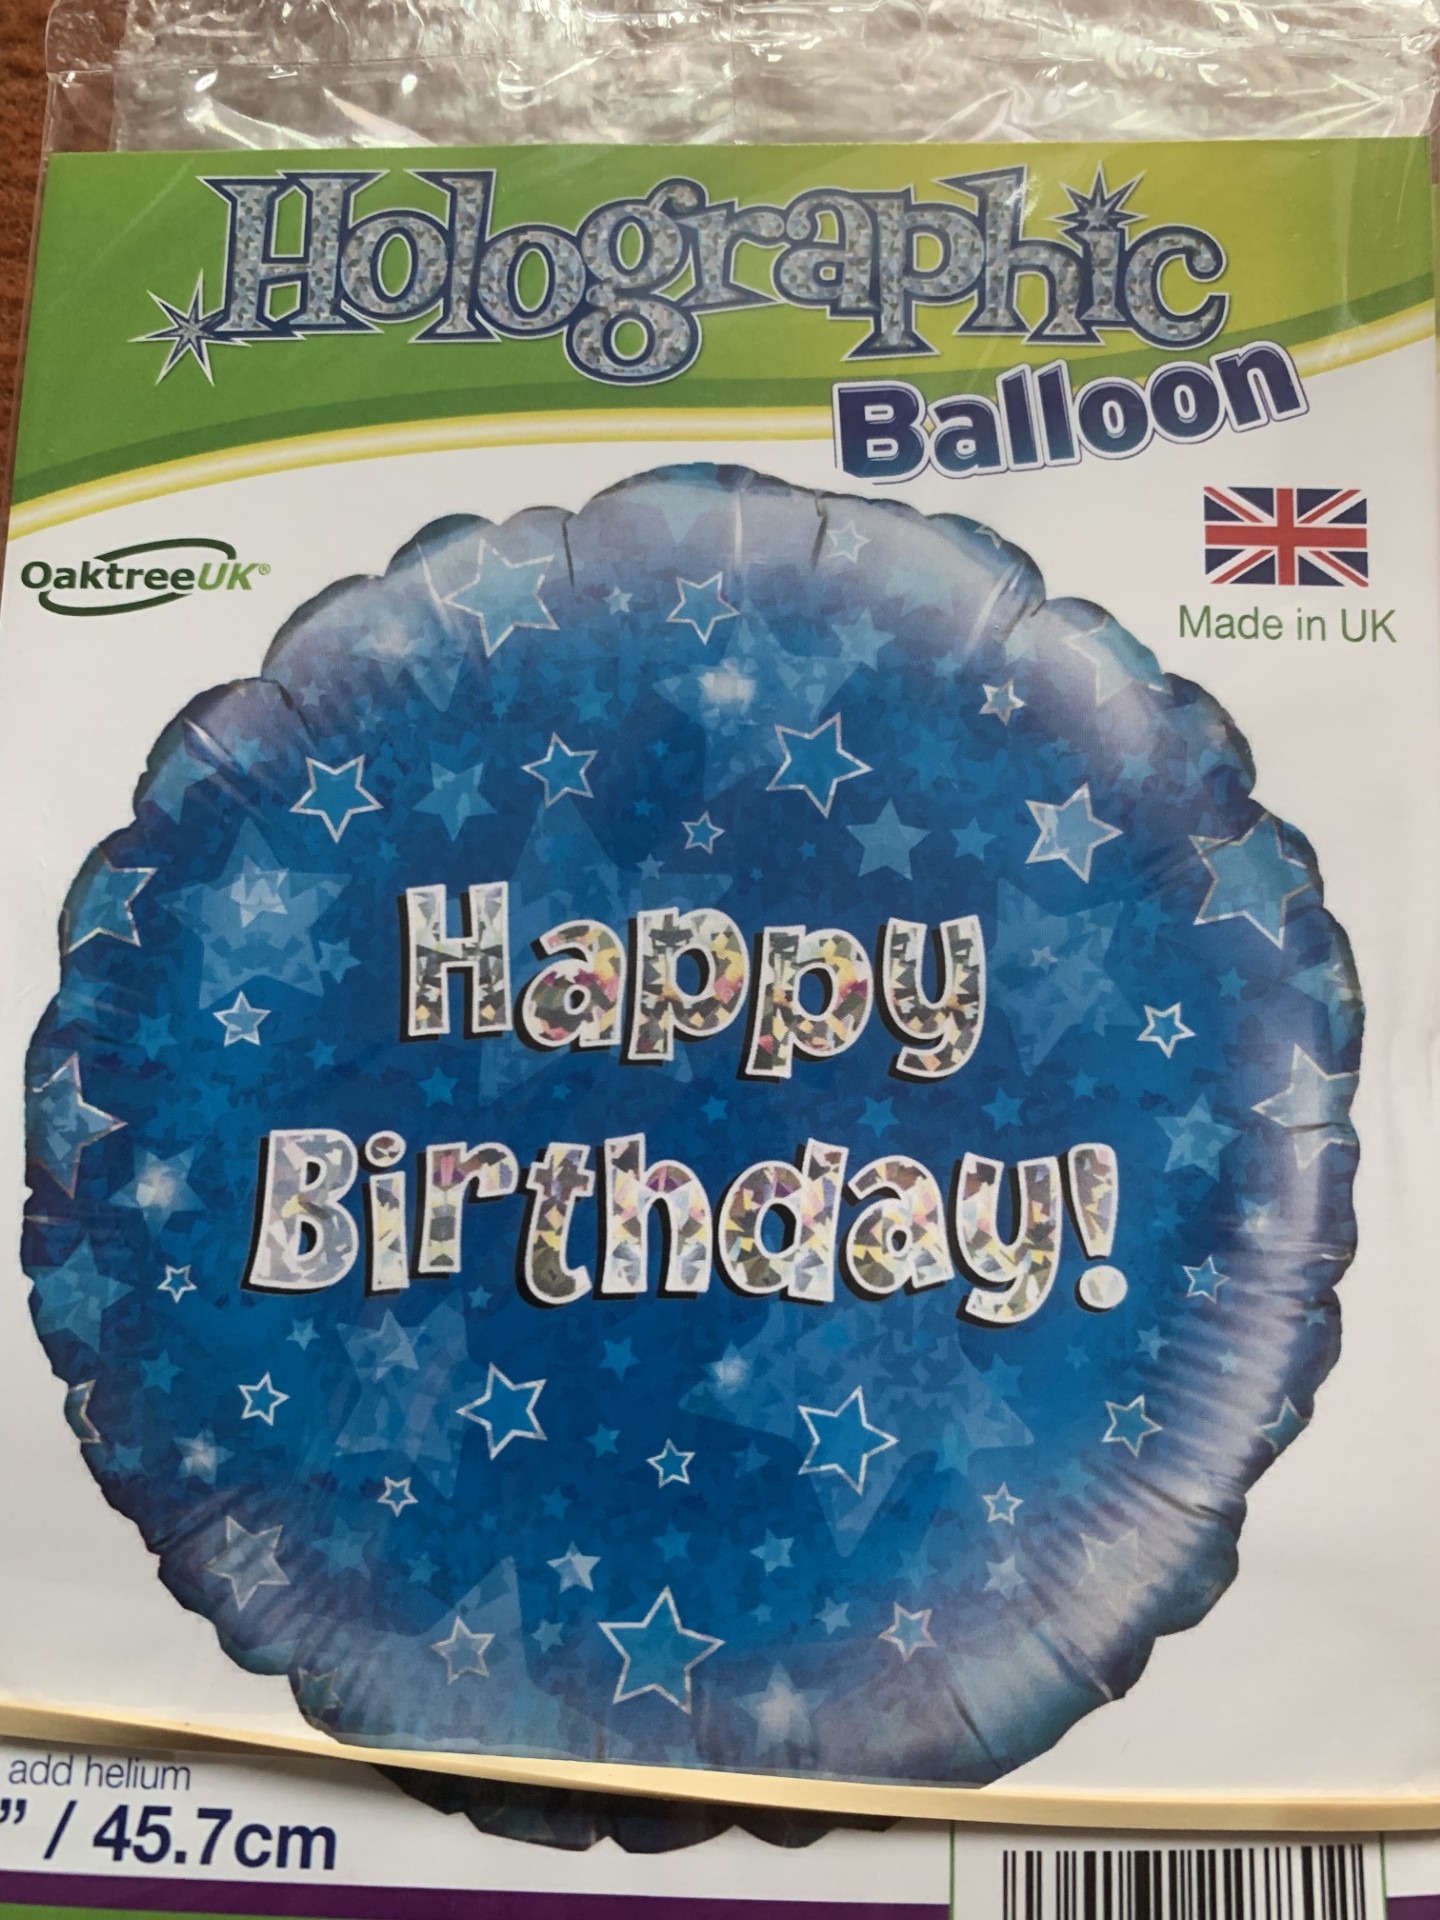 Holographic
Balloon
OaktreeUK®
Made in UK
Happy
Birthday!
add helium
” / 45.7cm